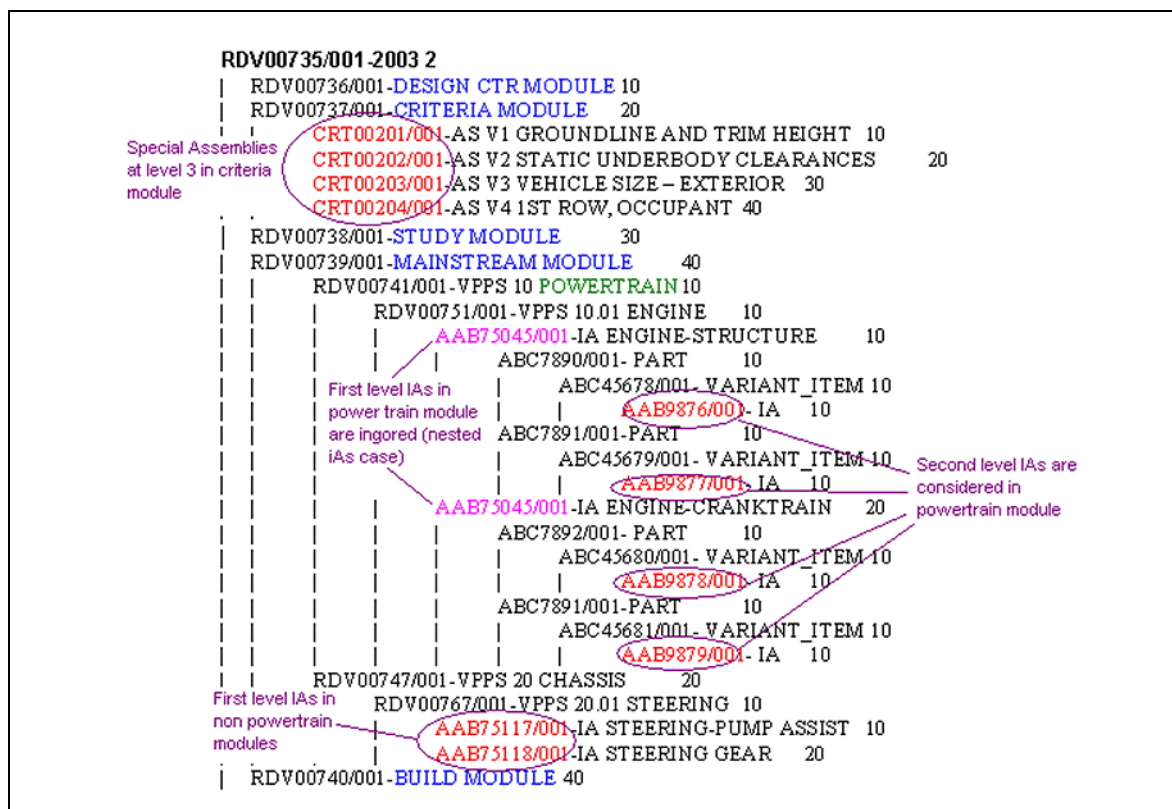 RDV00735/001-2003 2
RDV00736/001-DESIGN CTR MODULE 10
RDV00737/001-CRITERIA MODULE 20
CRT00201/001-AS V1 GROUNDLINE AND TRIM HEIGHT 10
Special Assemblies
at level 3 in criteria
module
CRT00202/001-AS V2 STATIC UNDERBODY CLEARANCES 20
CRT00203/001-AS V3 VEHICLE SIZE – EXTERIOR 30
CRT00204/001-AS V4 1ST ROW, OCCUPANT 40
RDV00738/001-STUDY MODULE 30
RDV00739/001-MAINSTREAM MODULE 40
RDV00741/001-VPPS 10 POWERTRAIN 10
RDV00751/001-VPPS 10.01 ENGINE 10
AAB75045/001-IA ENGINE-STRUCTURE 10
ABC7890/001- PART 10
First level IAs in
power train module
are ingored (nested
iAs case)
ABC45678/001- VARIANT_ITEM 10
AAB9876/001- IA 10
ABC7891/001-PART 10
ABC45679/001- VARIANT_ITEM 10
AAB9877/001- IA 10
Second level IAs are
considered in
powertrain module
AAB75045/001-IA ENGINE-CRANKTRAIN 20
ABC7892/001- PART 10
ABC45680/001- VARIANT_ITEM 10
AAB9878/001- IA 10
ABC7891/001-PART 10
ABC45681/001- VARIANT_ITEM 10
AAB9879/001- IA 10
RDV00747/001-VPPS 20 CHASSIS 20
First level IAs in
non powertrain
modules
RDV00767/001-VPPS 20.01 STEERING 10
AAB75117/001-IA STEERING-PUMP ASSIST 10
AAB75118/001-IA STEERING GEAR 20
RDV00740/001-BUILD MODULE 40